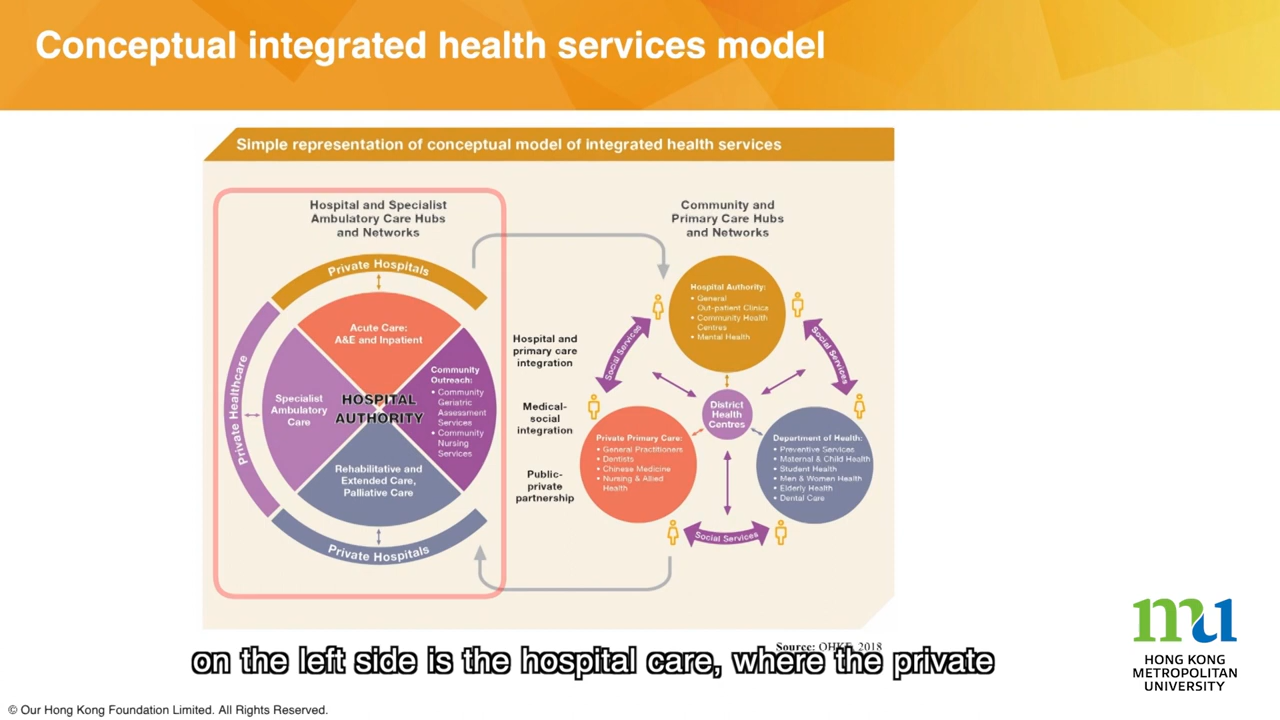 Conceptual integrated health services model
Simple representation of conceptual model of integrated health services
Hospital and Specialist
Ambulatory Care Hubs
and Networks
Private Hospitals
Private Healthcare
Acute Care:
A&E and Inpatient
Specialist
Ambulatory
Care
HOSPITAL
AUTHORITY
Community
Outreach:
• Community
Geriatric
Assessment
Services
• Community
Nursing
Services
Rehabilitative and
Extended Care,
Palliative Care
Private Hospitals
Hospital and
primary care
integration
Medical-
social
integration
Public-
private
partnership
Community and
Primary Care Hubs
and Networks
Hospital Authority:
• General
Out-patient Clinics
• Community Health
Centres
• Mental Health
Social Services
Social Services
District
Health
Centres
Private Primary Care:
• General Practitioners
• Dentists
• Chinese Medicine
• Nursing & Allied
Health
Department of Health:
• Preventive Services
• Maternal & Child Health
• Student Health
• Men & Women Health
• Elderly Health
• Dental Care
Social Services
Source: OHKF, 2018
on the left side is the hospital care, where the private
mu
HONG KONG
METROPOLITAN
UNIVERSITY
© Our Hong Kong Foundation Limited. All Rights Reserved.